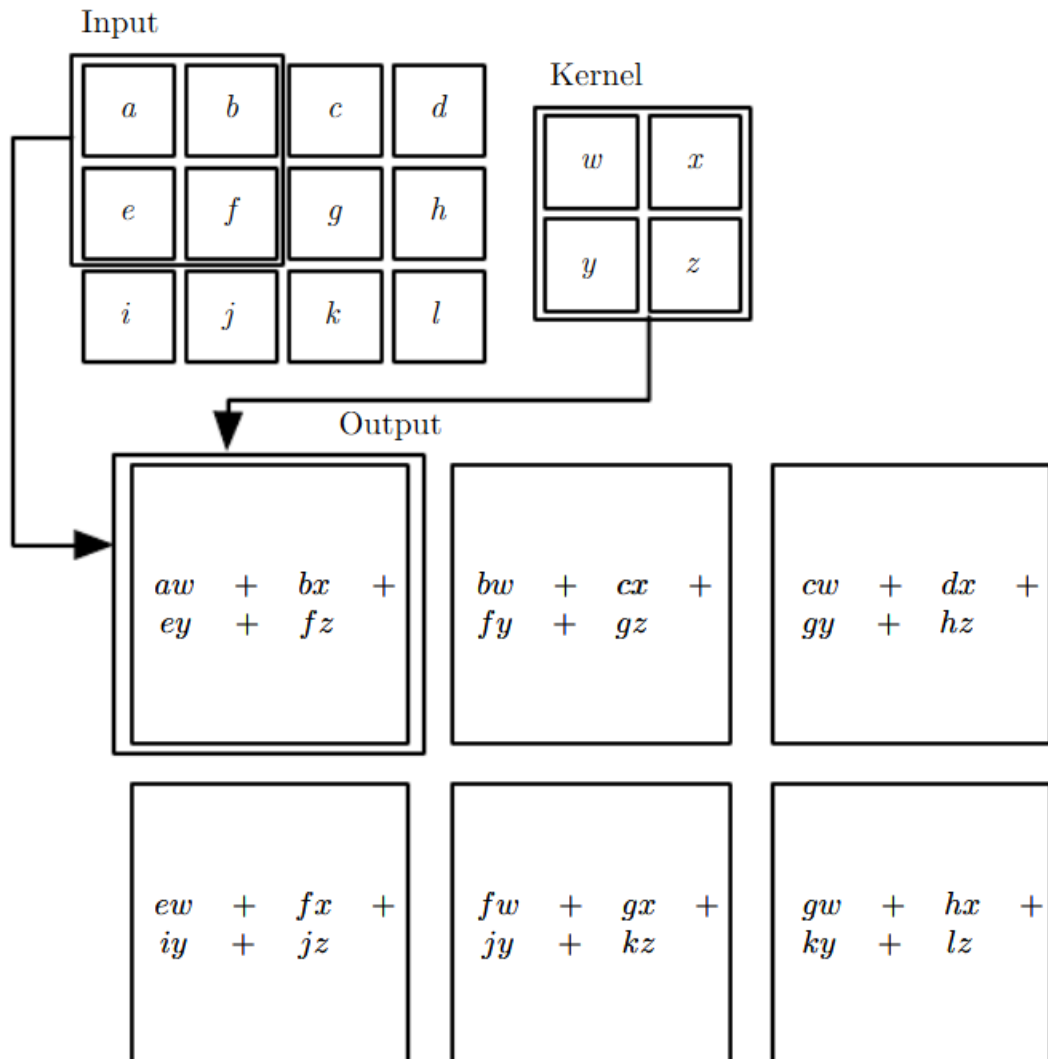 Input
a b c d
e f g h
i j k l
Kernel
w x
y z
Output
aw + bx +
ey + fz
bw + cx +
fy + gz
cw + dx +
gy + hz
ew + fx +
iy + jz
fw + gx +
jy + kz
gw + hx +
ky + lz